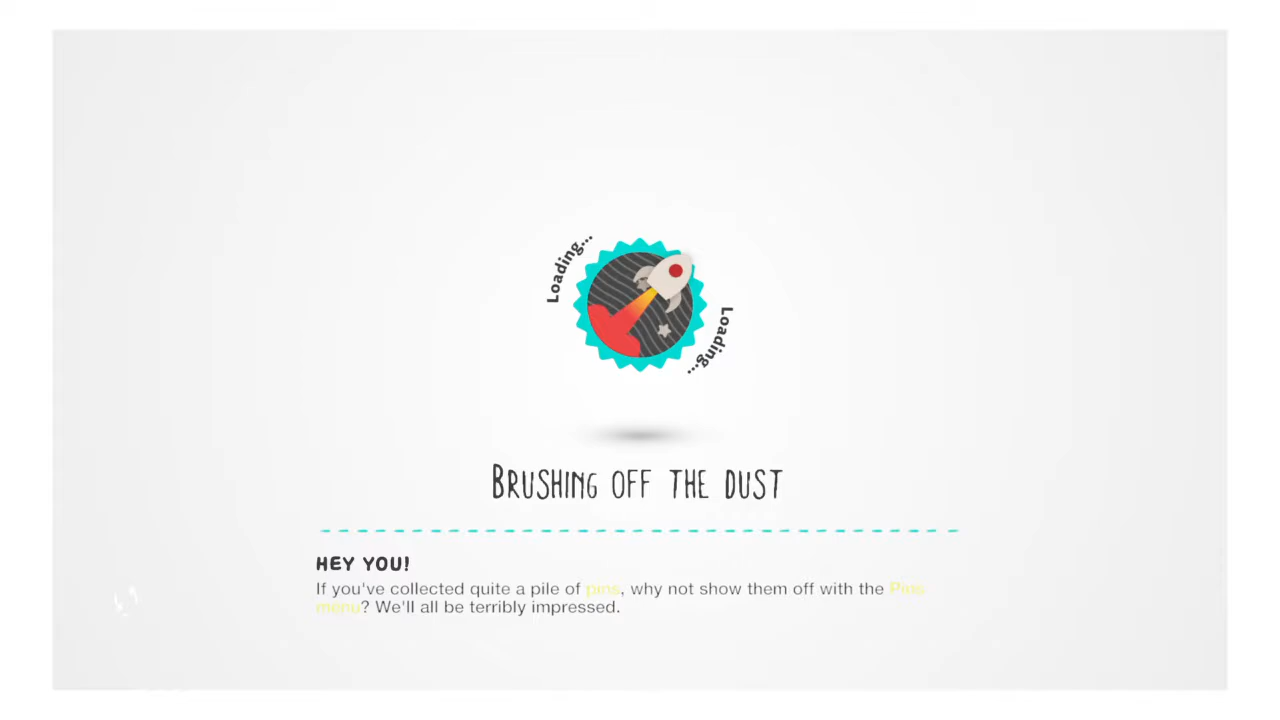 Loading...
Loading...
BRUSHING OFF THE DUST
HEY YOU!
If you've collected quite a pile of pins, why not show them off with the Pins
menu? We'll all be terribly impressed.